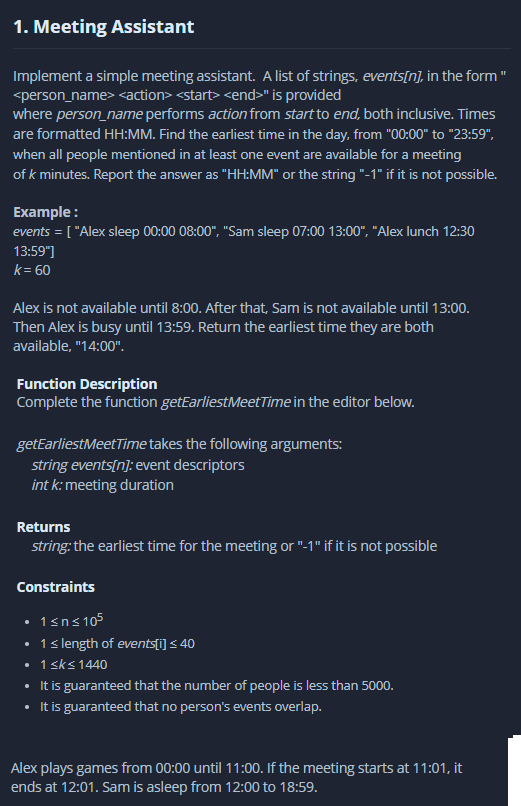 1. Meeting Assistant
Implement a simple meeting assistant.  A list of strings, events[n], in the form "
<person_name> <action> <start> <end>" is provided
where person_name performs action from start to end, both inclusive. Times
are formatted HH:MM. Find the earliest time in the day, from "00:00" to "23:59",
when all people mentioned in at least one event are available for a meeting
of k minutes. Report the answer as "HH:MM" or the string "-1" if it is not possible.
Example :
events = [ "Alex sleep 00:00 08:00", "Sam sleep 07:00 13:00", "Alex lunch 12:30
13:59"]
k = 60
Alex is not available until 8:00. After that, Sam is not available until 13:00.
Then Alex is busy until 13:59. Return the earliest time they are both
available, "14:00".
Function Description
Complete the function getEarliestMeetTime in the editor below.
getEarliestMeetTime takes the following arguments:
string events[n]: event descriptors
int k: meeting duration
Returns
string: the earliest time for the meeting or "-1" if it is not possible
Constraints
• 1 ≤ n ≤ 10⁵
• 1 ≤ length of events[i] ≤ 40
• 1 ≤k ≤ 1440
• It is guaranteed that the number of people is less than 5000.
• It is guaranteed that no person's events overlap.
Alex plays games from 00:00 until 11:00. If the meeting starts at 11:01, it
ends at 12:01. Sam is asleep from 12:00 to 18:59.